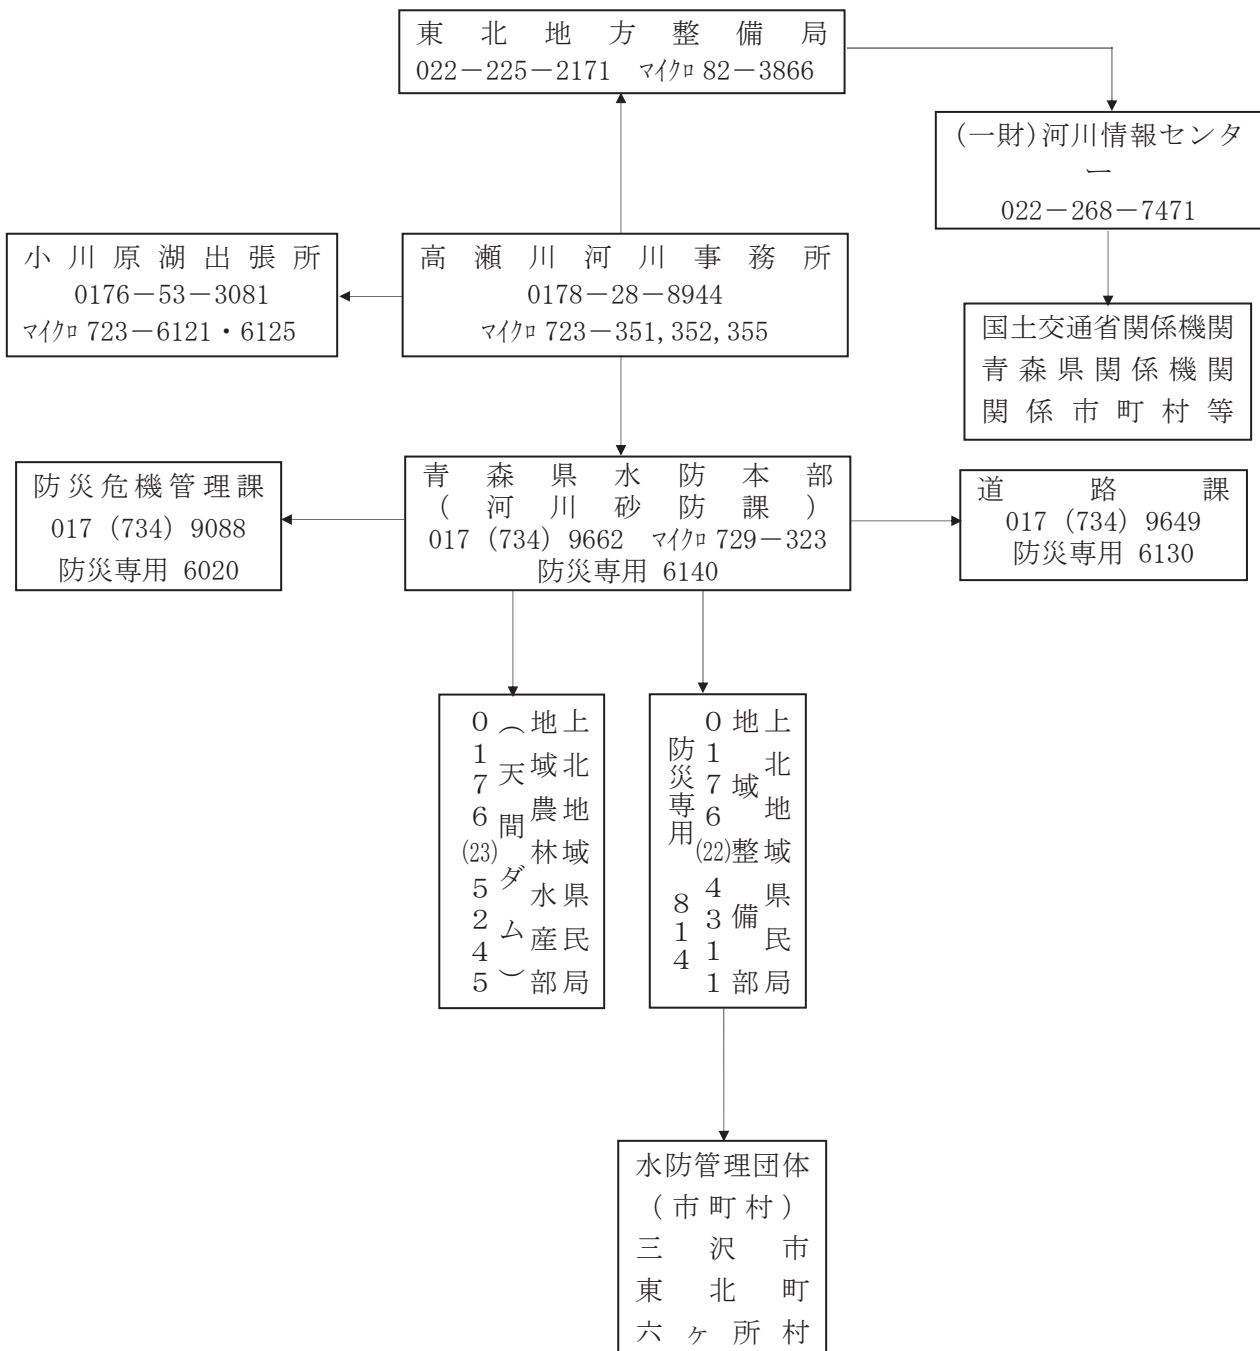 東北地方整備局
022－225－2171　マイクロ 82－3866
(一財)河川情報センタ
ー
022－268－7471
小川原湖出張所
0176－53－3081
マイクロ 723－6121・6125
高瀬川河川事務所
0178－28－8944
マイクロ 723－351, 352, 355
国土交通省関係機関
青森県関係機関
関係市町村等
防災危機管理課
017 (734) 9088
防災専用 6020
青森県水防本部
(河川砂防課)
017 (734) 9662　マイクロ 729－323
防災専用 6140
道路課
017 (734) 9649
防災専用 6130
上北地域県民局
地域農林水産部
（天間ダム）
0176(23)5245
上北地域県民局
地域整備部
0176(22)4311
防災専用　814
水防管理団体
(市町村)
三沢市
東北町
六ヶ所村